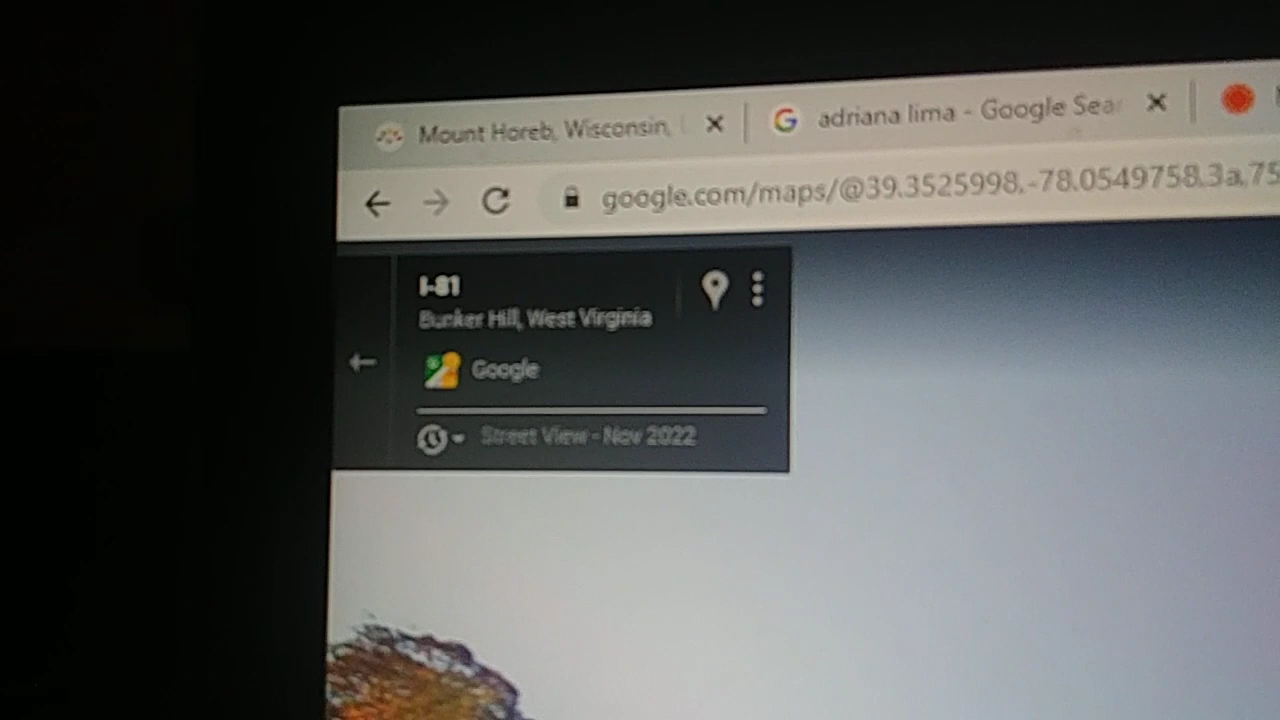 Mount Horeb, Wisconsin,
adriana lima - Google Sea
google.com/maps/@39.3525998,-78.0549758,3a,75
I-81
Bunker Hill, West Virginia
Google
Street View - Nov 2022